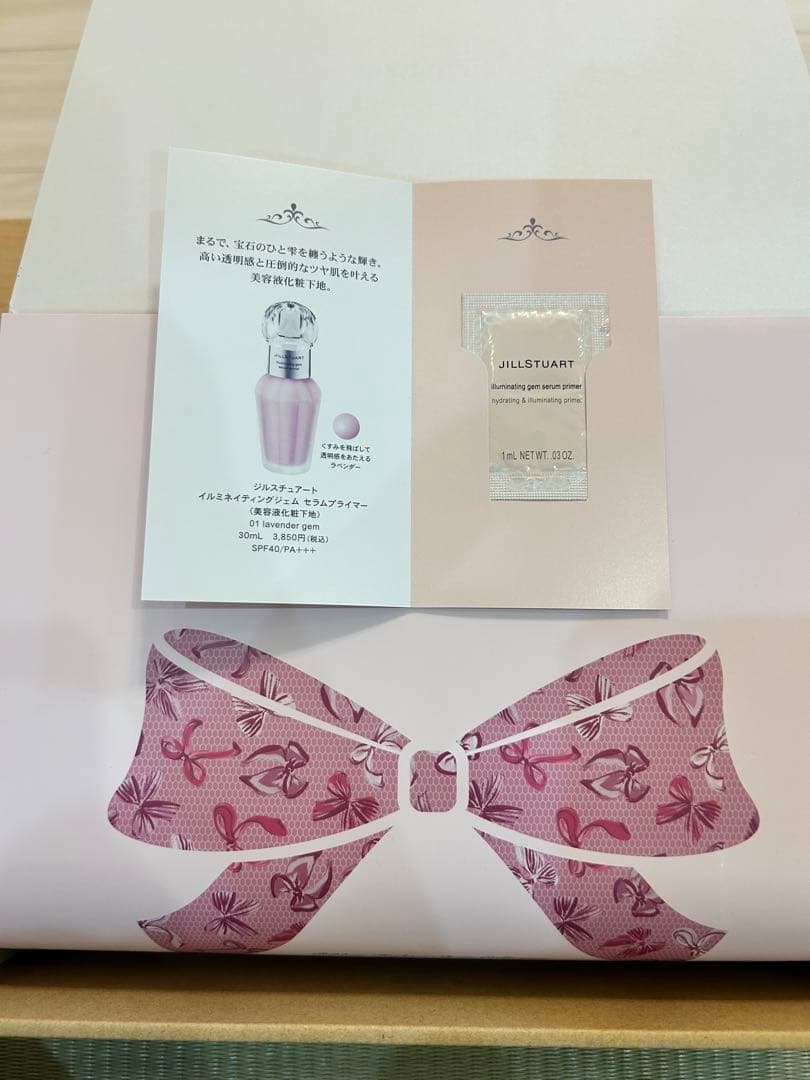 まるで、宝石のひと雫を纏うような輝き。
高い透明感と圧倒的なツヤ肌を叶える
美容液化粧下地。
JILLSTUART
illuminating gem
serum primer
くすみを飛ばして
透明感をあたえる
ラベンダー
ジルスチュアート
イルミネイティングジェム セラムプライマー
〈美容液化粧下地〉
01 lavender gem
30mL 3,850円(税込)
SPF40/PA+++
JILLSTUART
illuminating gem serum primer
hydrating & illuminating primer
1mL NET WT. .03 OZ.